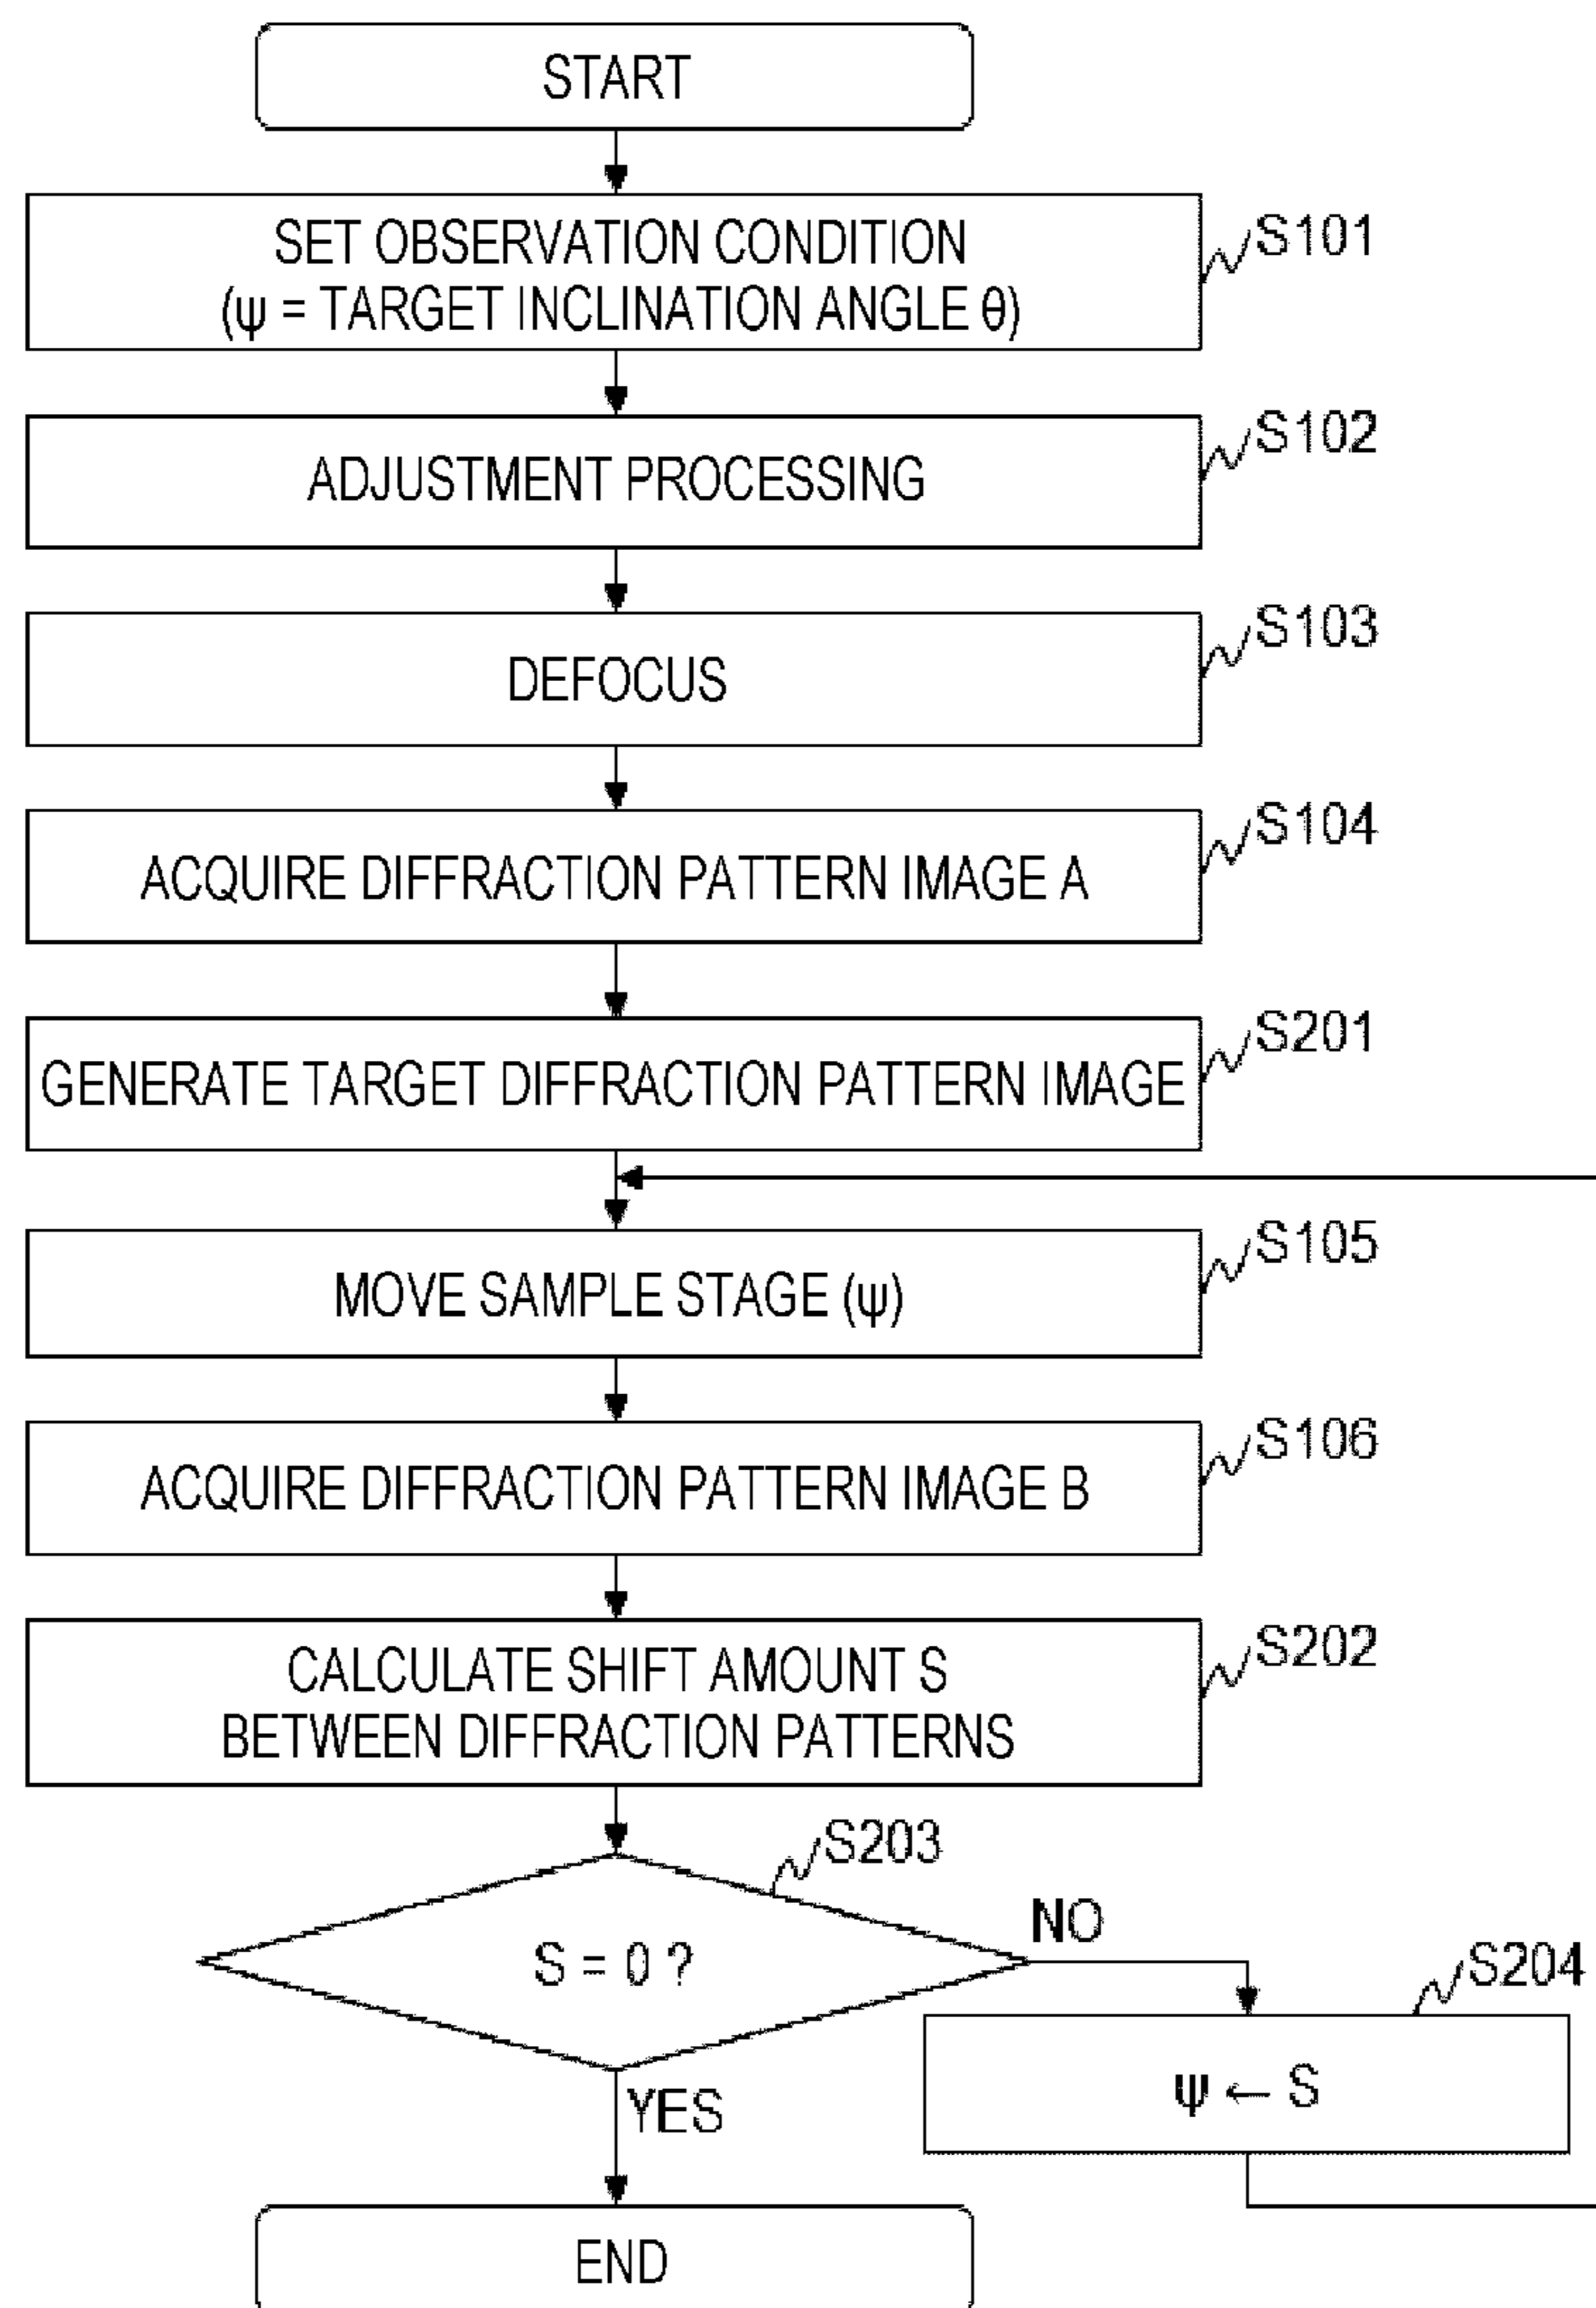 START
SET OBSERVATION CONDITION
(ψ = TARGET INCLINATION ANGLE θ)
S101
ADJUSTMENT PROCESSING
S102
DEFOCUS
S103
ACQUIRE DIFFRACTION PATTERN IMAGE A
S104
GENERATE TARGET DIFFRACTION PATTERN IMAGE
S201
MOVE SAMPLE STAGE (ψ)
S105
ACQUIRE DIFFRACTION PATTERN IMAGE B
S106
CALCULATE SHIFT AMOUNT S
BETWEEN DIFFRACTION PATTERNS
S202
S203
S = 0 ?
NO
S204
ψ ← S
YES
END